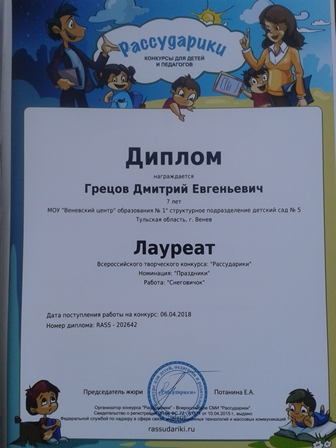 Рассударики
КОНКУРСЫ ДЛЯ ДЕТЕЙ
И ПЕДАГОГОВ
Диплом
награждается
Грецов Дмитрий Евгеньевич
7 лет
МОУ "Веневский центр" образования № 1" структурное подразделение детский сад № 5
Тульская область, г. Венев
Лауреат
Всероссийского творческого конкурса: "Рассударики"
Номинация: "Праздники"
Работа: "Снеговичок"
Дата поступления работы на конкурс: 06.04.2018
Номер диплома: RASS - 202642
Председатель жюри Потанина Е.А.
Организатор конкурса "Рассударики" - Всероссийское СМИ "Рассударики"
Свидетельство о регистрации от 10.04.2015 г., выдано
Федеральной службой по надзору в сфере связи, информационных технологий и массовых коммуникаций
rassudariki.ru